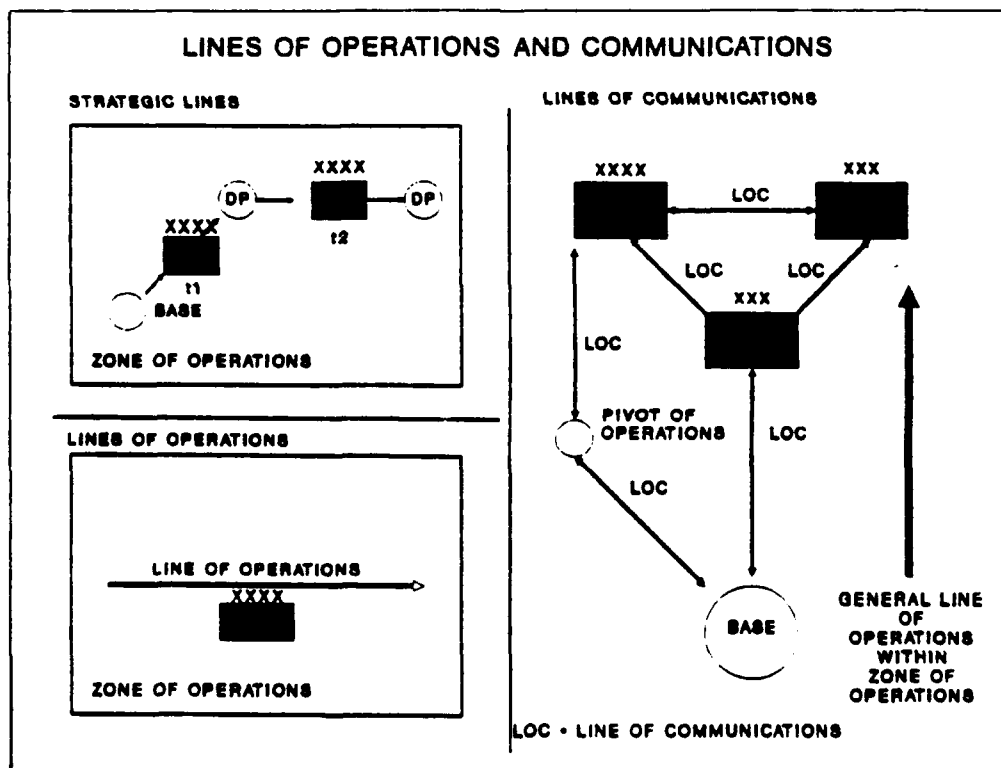 LINES OF OPERATIONS AND COMMUNICATIONS
STRATEGIC LINES
XXXX
DP
DP
XXXX
t2
t1
BASE
ZONE OF OPERATIONS
LINES OF OPERATIONS
LINE OF OPERATIONS
XXXX
ZONE OF OPERATIONS
LINES OF COMMUNICATIONS
XXXX
XXX
LOC
LOC
LOC
XXX
LOC
PIVOT OF
OPERATIONS
LOC
LOC
BASE
GENERAL LINE
OF
OPERATIONS
WITHIN
ZONE OF
OPERATIONS
LOC • LINE OF COMMUNICATIONS